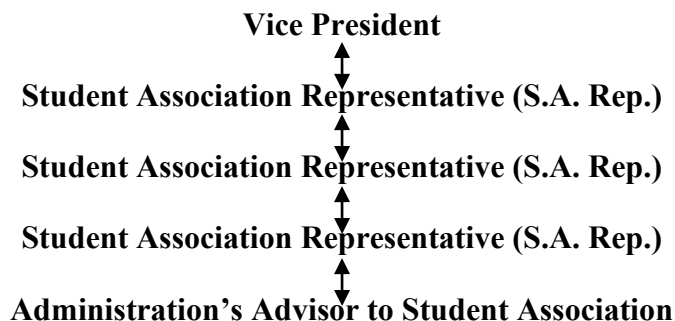 Vice President
Student Association Representative (S.A. Rep.)
Student Association Representative (S.A. Rep.)
Student Association Representative (S.A. Rep.)
Administration’s Advisor to Student Association